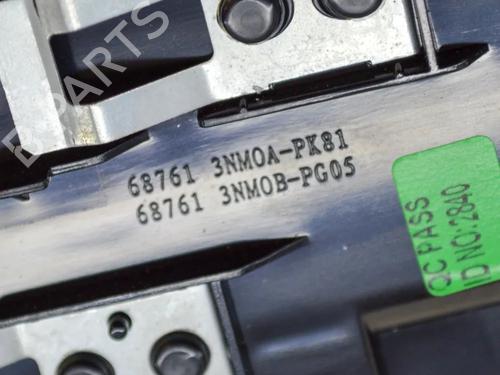 B-PARTS
68761 3NM0A-PK81
68761 3NM0B-PG05
QC PASS
ID NO:2840